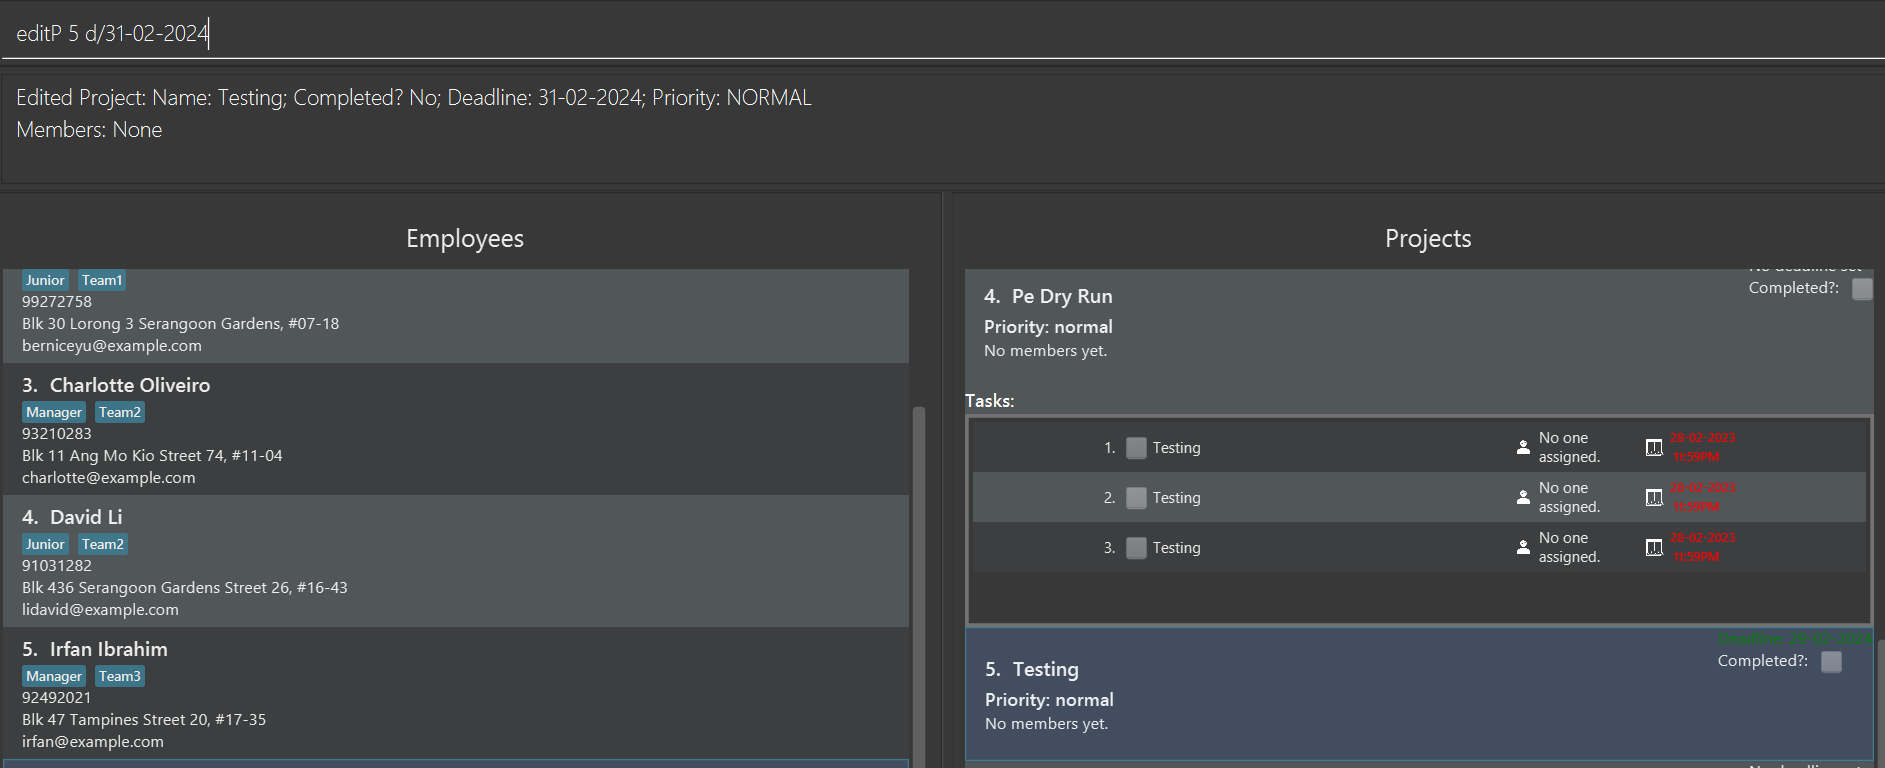 editP 5 d/31-02-2024
Edited Project: Name: Testing; Completed? No; Deadline: 31-02-2024; Priority: NORMAL
Members: None
Employees
Junior Team1
99272758
Blk 30 Lorong 3 Serangoon Gardens, #07-18
berniceyu@example.com
3. Charlotte Oliveiro
Manager Team2
93210283
Blk 11 Ang Mo Kio Street 74, #11-04
charlotte@example.com
4. David Li
Junior Team2
91031282
Blk 436 Serangoon Gardens Street 26, #16-43
lidavid@example.com
5. Irfan Ibrahim
Manager Team3
92492021
Blk 47 Tampines Street 20, #17-35
irfan@example.com
Projects
4. Pe Dry Run
Completed?:
Priority: normal
No members yet.
Tasks:
1. Testing
No one
assigned.
28-02-2023
11:59PM
2. Testing
No one
assigned.
28-02-2023
11:59PM
3. Testing
No one
assigned.
28-02-2023
11:59PM
5. Testing
Completed?:
Priority: normal
No members yet.